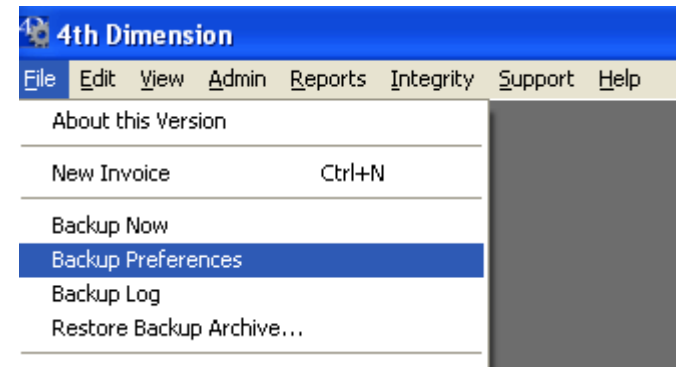 4th Dimension
File Edit View Admin Reports Integrity Support Help
About this Version
New Invoice Ctrl+N
Backup Now
Backup Preferences
Backup Log
Restore Backup Archive...